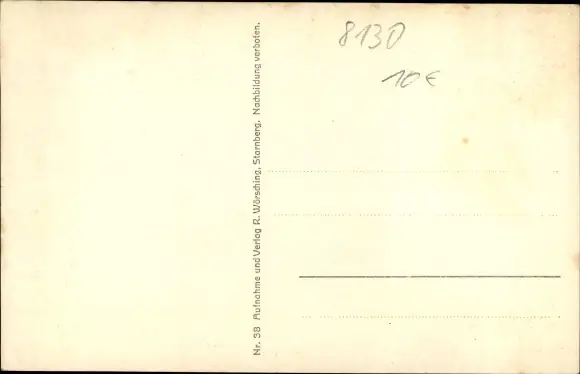 8130
10€
Nr. 38 Aufnahme und Verlag R. Wörsching, Starnberg. Nachbildung verboten.